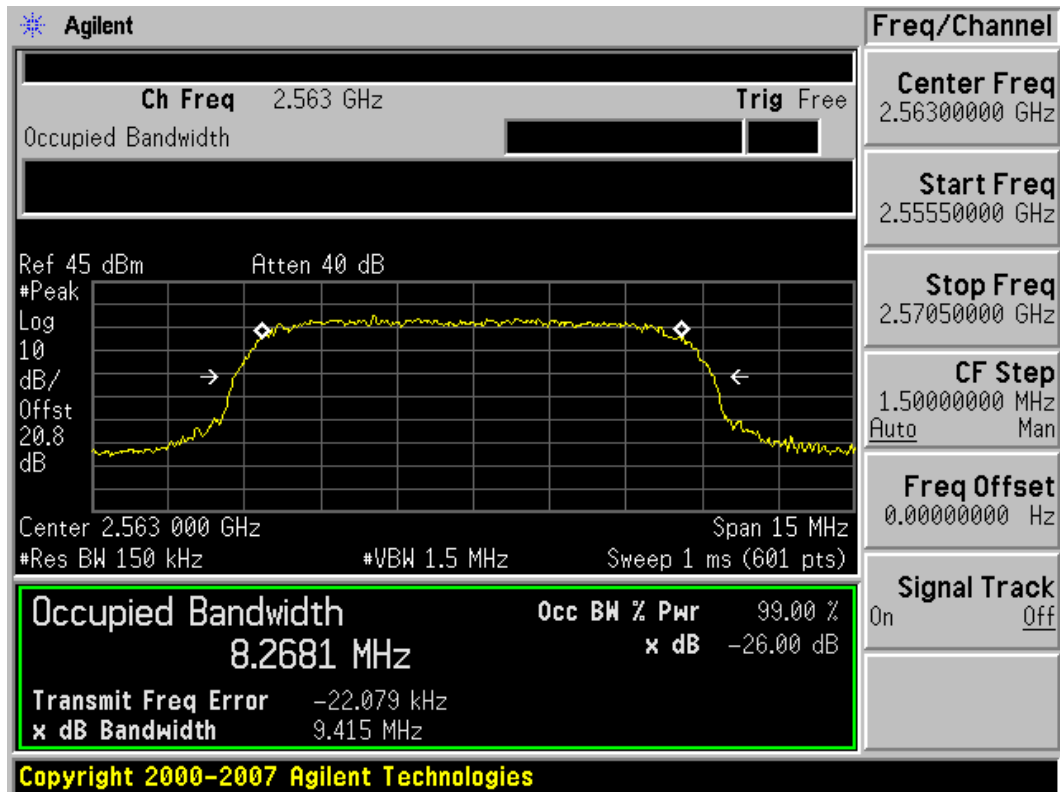 Agilent
Freq/Channel
Ch Freq 2.563 GHz Trig Free
Occupied Bandwidth
Center Freq
2.56300000 GHz
Start Freq
2.55550000 GHz
Stop Freq
2.57050000 GHz
CF Step
1.50000000 MHz
Auto Man
Freq Offset
0.00000000 Hz
Signal Track
On Off
Ref 45 dBm Atten 40 dB
#Peak
Log
10
dB/
Offst
20.8
dB
Center 2.563 000 GHz Span 15 MHz
#Res BW 150 kHz #VBW 1.5 MHz Sweep 1 ms (601 pts)
Occupied Bandwidth Occ BW % Pwr 99.00 %
8.2681 MHz x dB -26.00 dB
Transmit Freq Error -22.079 kHz
x dB Bandwidth 9.415 MHz
Copyright 2000-2007 Agilent Technologies